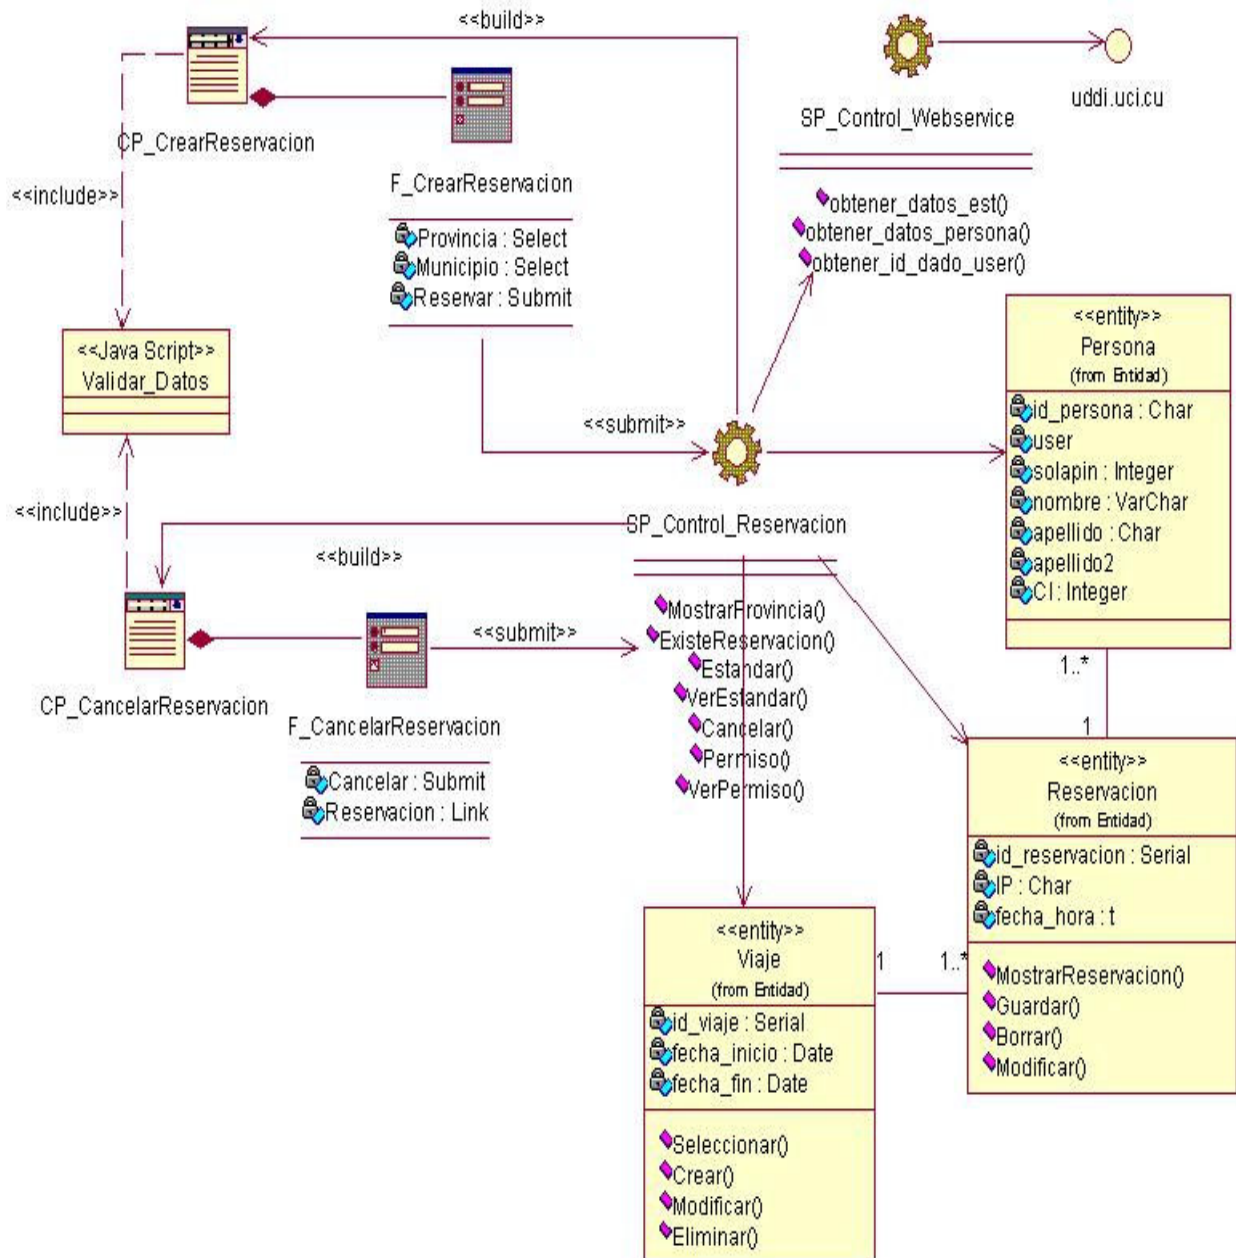 <<build>>
CP_CrearReservacion
<<include>>
F_CrearReservacion
Provincia : Select
Municipio : Select
Reservar : Submit
SP_Control_Webservice
uddi.uci.cu
obtener_datos_est()
obtener_datos_persona()
obtener_id_dado_user()
<<Java Script>>
Validar_Datos
<<submit>>
<<entity>>
Persona
(from Entidad)
id_persona : Char
user
solapin : Integer
nombre : VarChar
apellido : Char
apellido2
CI : Integer
<<include>>
<<build>>
SP_Control_Reservacion
MostrarProvincia()
ExisteReservacion()
Estandar()
VerEstandar()
Cancelar()
Permiso()
VerPermiso()
<<submit>>
CP_CancelarReservacion
F_CancelarReservacion
Cancelar : Submit
Reservacion : Link
1..*
1
<<entity>>
Reservacion
(from Entidad)
id_reservacion : Serial
IP : Char
fecha_hora : t
MostrarReservacion()
Guardar()
Borrar()
Modificar()
1
1..*
<<entity>>
Viaje
(from Entidad)
id_viaje : Serial
fecha_inicio : Date
fecha_fin : Date
Seleccionar()
Crear()
Modificar()
Eliminar()